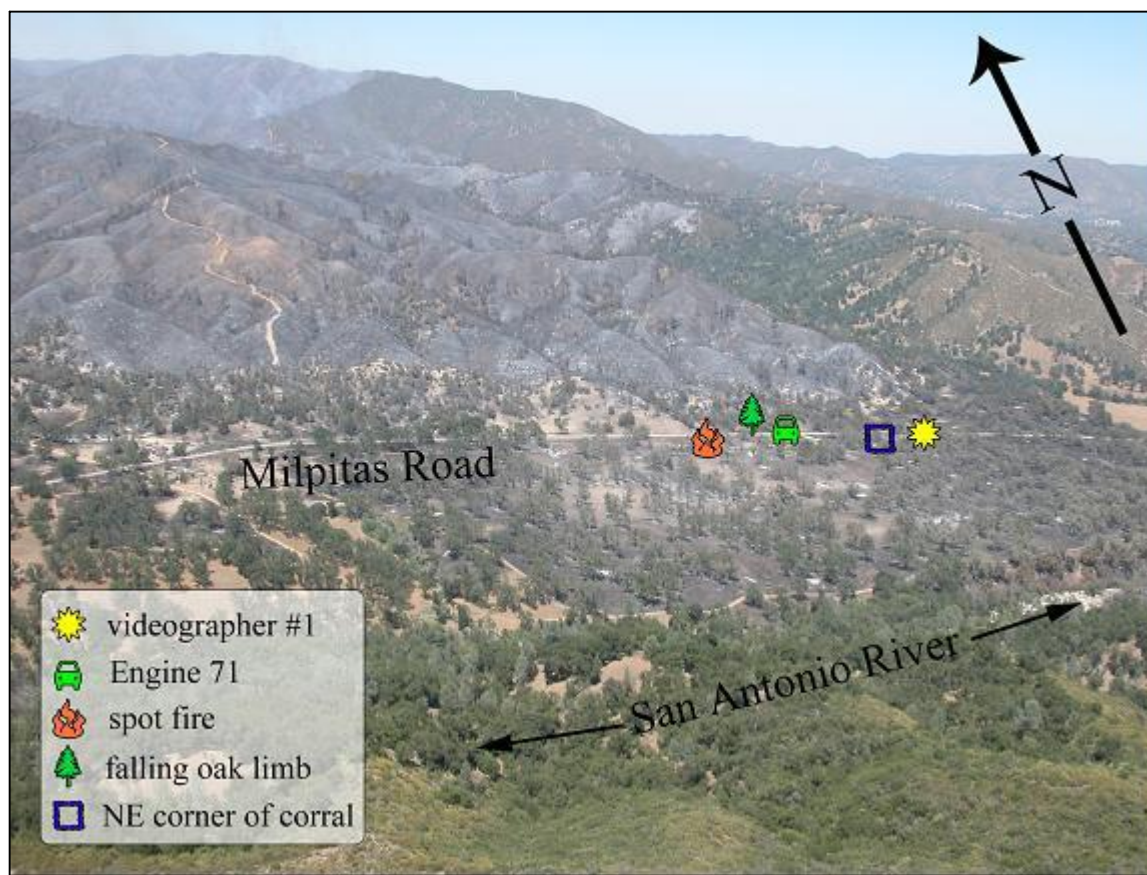 N
Milpitas Road
San Antonio River
videographer #1
Engine 71
spot fire
falling oak limb
NE corner of corral